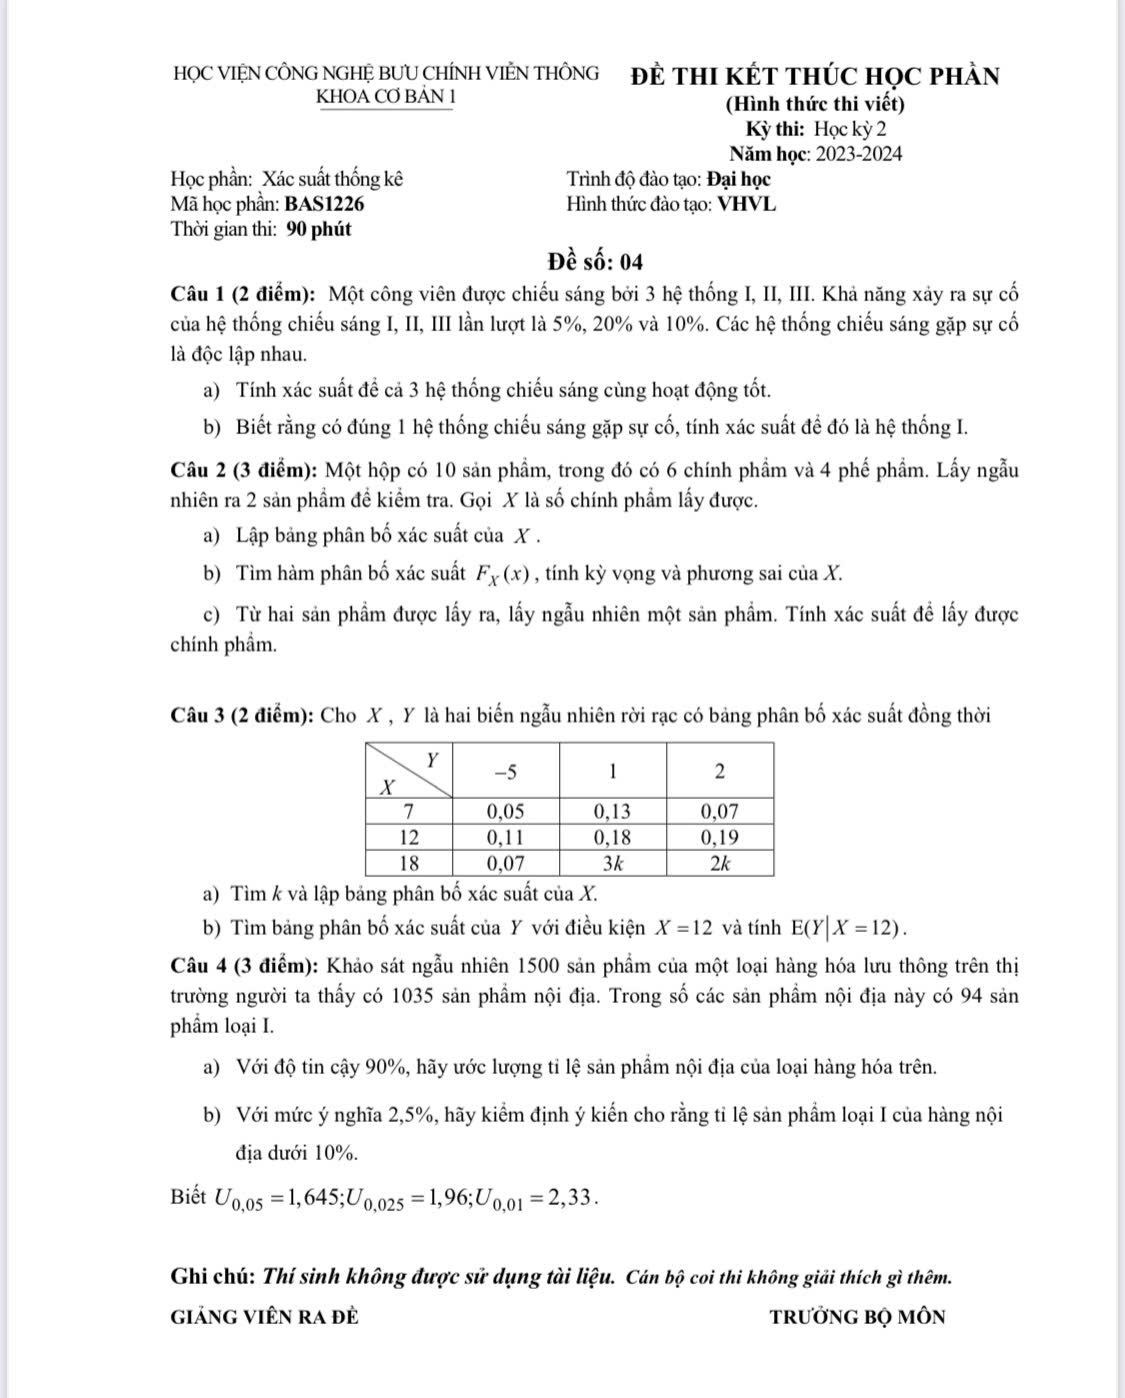 HỌC VIỆN CÔNG NGHỆ BƯU CHÍNH VIỄN THÔNG
KHOA CƠ BẢN 1
ĐỀ THI KẾT THÚC HỌC PHẦN
(Hình thức thi viết)
Kỳ thi: Học kỳ 2
Năm học: 2023-2024
Học phần: Xác suất thống kê
Trình độ đào tạo: Đại học
Mã học phần: BAS1226
Hình thức đào tạo: VHVL
Thời gian thi: 90 phút
Đề số: 04
Câu 1 (2 điểm): Một công viên được chiếu sáng bởi 3 hệ thống I, II, III. Khả năng xảy ra sự cố
của hệ thống chiếu sáng I, II, III lần lượt là 5%, 20% và 10%. Các hệ thống chiếu sáng gặp sự cố
là độc lập nhau.
a) Tính xác suất để cả 3 hệ thống chiếu sáng cùng hoạt động tốt.
b) Biết rằng có đúng 1 hệ thống chiếu sáng gặp sự cố, tính xác suất để đó là hệ thống I.
Câu 2 (3 điểm): Một hộp có 10 sản phẩm, trong đó có 6 chính phẩm và 4 phế phẩm. Lấy ngẫu
nhiên ra 2 sản phẩm để kiểm tra. Gọi X là số chính phẩm lấy được.
a) Lập bảng phân bố xác suất của X .
b) Tìm hàm phân bố xác suất F_X(x) , tính kỳ vọng và phương sai của X.
c) Từ hai sản phẩm được lấy ra, lấy ngẫu nhiên một sản phẩm. Tính xác suất để lấy được
chính phẩm.
Câu 3 (2 điểm): Cho X , Y là hai biến ngẫu nhiên rời rạc có bảng phân bố xác suất đồng thời
Y
X
−5 1 2
7 0,05 0,13 0,07
12 0,11 0,18 0,19
18 0,07 3k 2k
a) Tìm k và lập bảng phân bố xác suất của X.
b) Tìm bảng phân bố xác suất của Y với điều kiện X = 12 và tính E(Y|X = 12) .
Câu 4 (3 điểm): Khảo sát ngẫu nhiên 1500 sản phẩm của một loại hàng hóa lưu thông trên thị
trường người ta thấy có 1035 sản phẩm nội địa. Trong số các sản phẩm nội địa này có 94 sản
phẩm loại I.
a) Với độ tin cậy 90%, hãy ước lượng tỉ lệ sản phẩm nội địa của loại hàng hóa trên.
b) Với mức ý nghĩa 2,5%, hãy kiểm định ý kiến cho rằng tỉ lệ sản phẩm loại I của hàng nội
địa dưới 10%.
Biết U_{0,05} = 1,645; U_{0,025} = 1,96; U_{0,01} = 2,33 .
Ghi chú: Thí sinh không được sử dụng tài liệu. Cán bộ coi thi không giải thích gì thêm.
GIẢNG VIÊN RA ĐỀ
TRƯỞNG BỘ MÔN